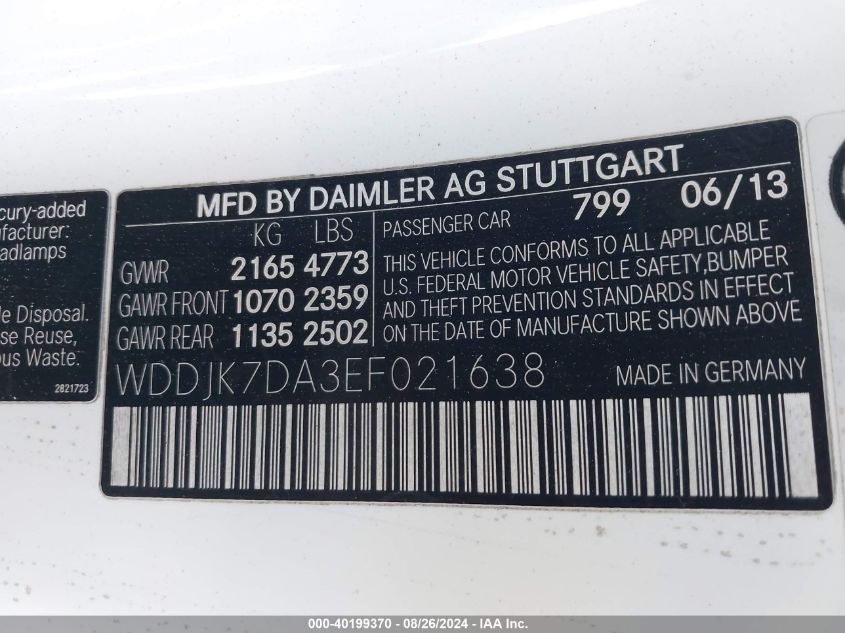 cury-added
ufacturer:
eadlamps
e Disposal.
se Reuse,
ous Waste.
2821723
MFD BY DAIMLER AG STUTTGART
KG LBS
GVWR 2165 4773
GAWR FRONT 1070 2359
GAWR REAR 1135 2502
PASSENGER CAR 799 06/13
THIS VEHICLE CONFORMS TO ALL APPLICABLE
U.S. FEDERAL MOTOR VEHICLE SAFETY, BUMPER
AND THEFT PREVENTION STANDARDS IN EFFECT
ON THE DATE OF MANUFACTURE SHOWN ABOVE
WDDJK7DA3EF021638 MADE IN GERMANY
000-40199370 - 08/26/2024 - IAA Inc.